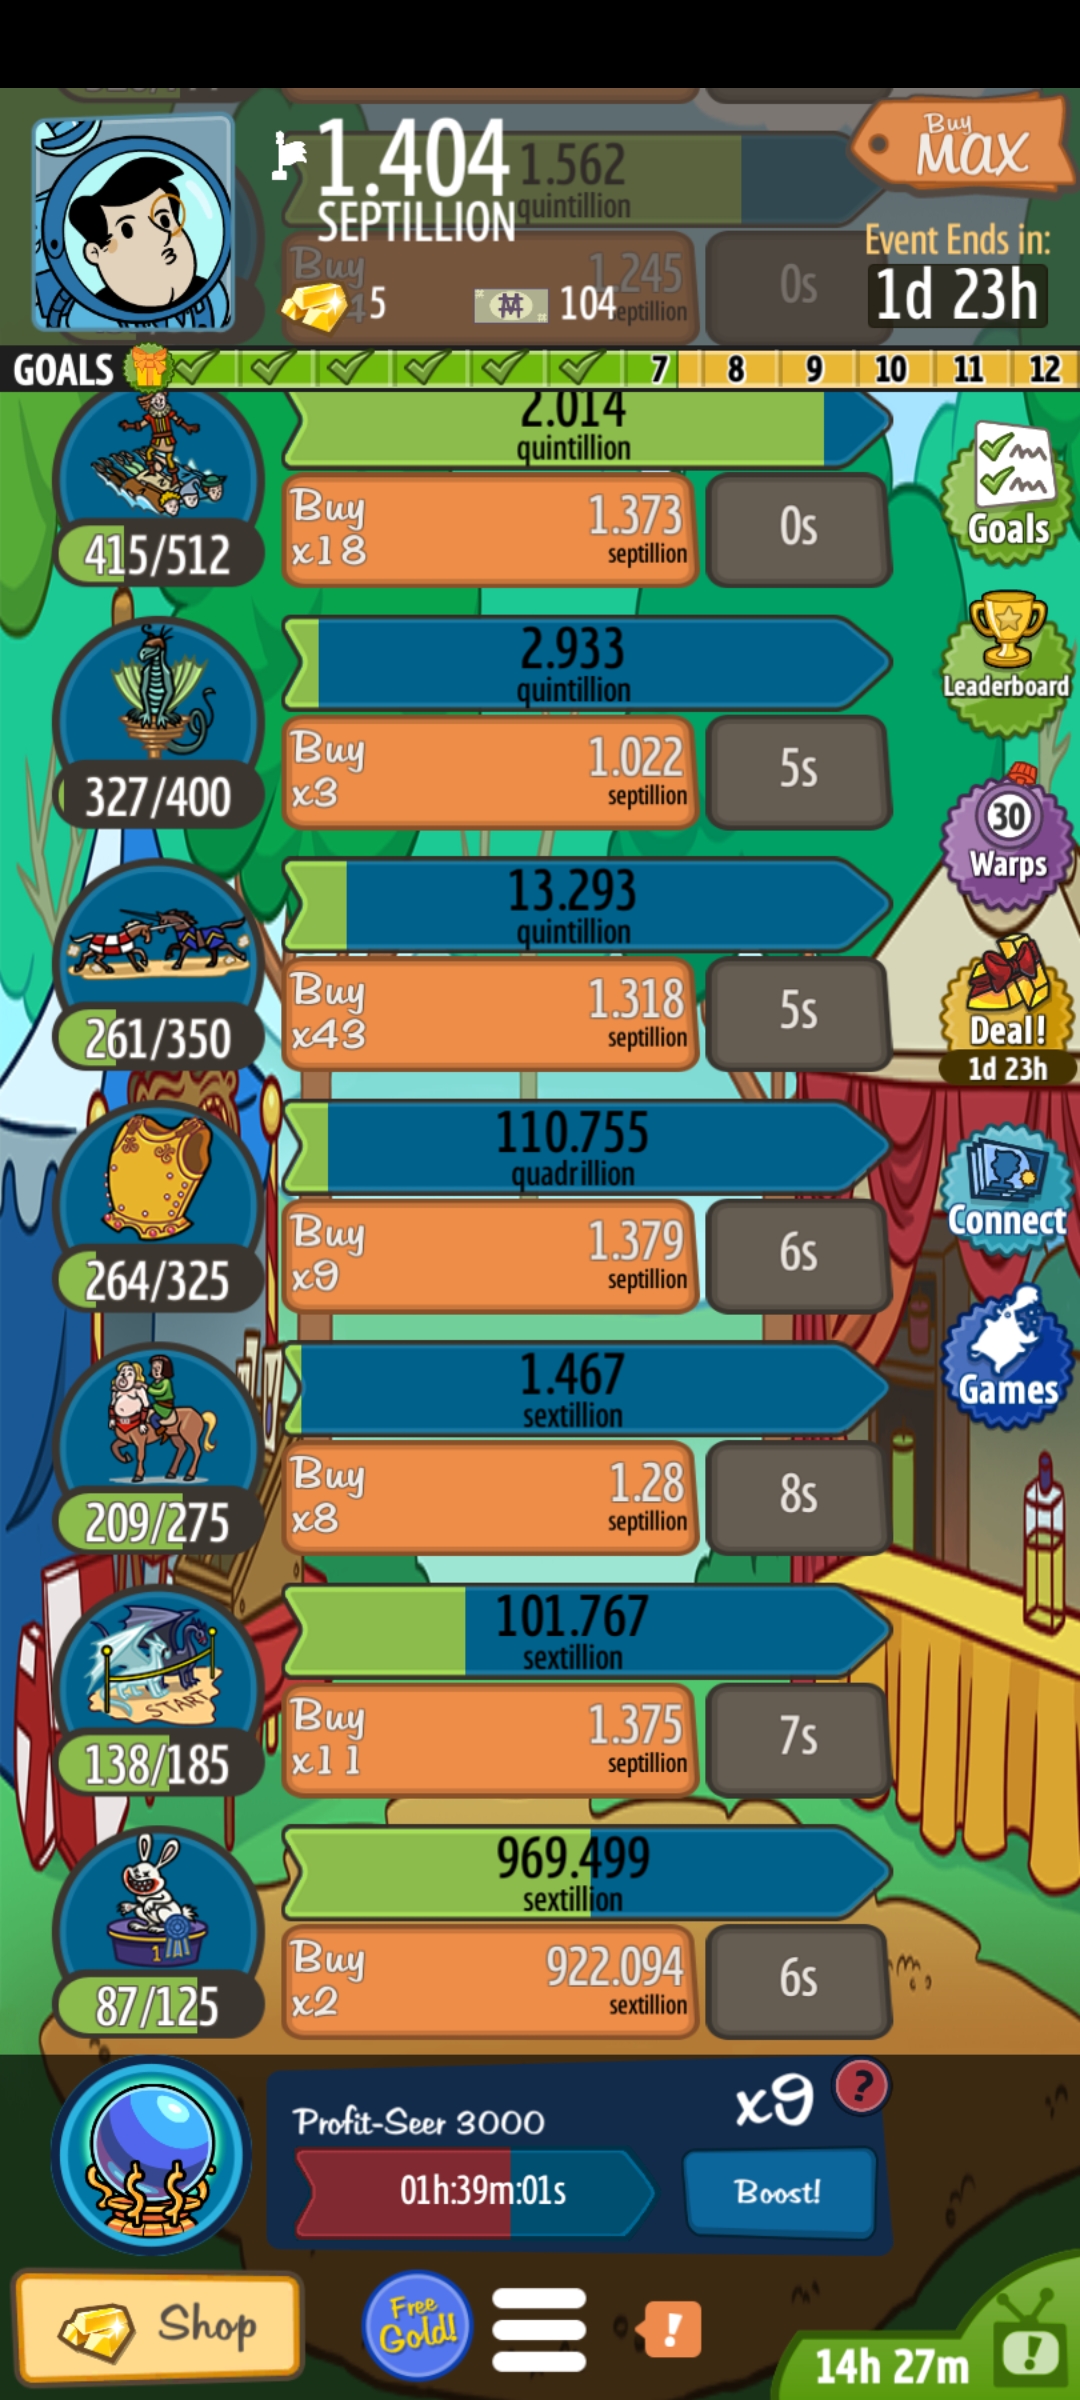 1.404
SEPTILLION
1.562
quintillion
Buy
MAX
Buy
1.245
septillion
0s
5
104
Event Ends in:
1d 23h
GOALS
7 8 9 10 11 12
2.014
quintillion
415/512
Buy
x18
1.373
septillion
0s
Goals
2.933
quintillion
327/400
Buy
x3
1.022
septillion
5s
Leaderboard
13.293
quintillion
261/350
Buy
x43
1.318
septillion
5s
30
Warps
Deal!
1d 23h
110.755
quadrillion
264/325
Buy
x9
1.379
septillion
6s
Connect
1.467
sextillion
209/275
Buy
x8
1.28
septillion
8s
Games
101.767
sextillion
START
138/185
Buy
x11
1.375
septillion
7s
969.499
sextillion
1
87/125
Buy
x2
922.094
sextillion
6s
Profit-Seer 3000
x9
?
01h:39m:01s
Boost!
Shop
Free
Gold!
!
14h 27m
!